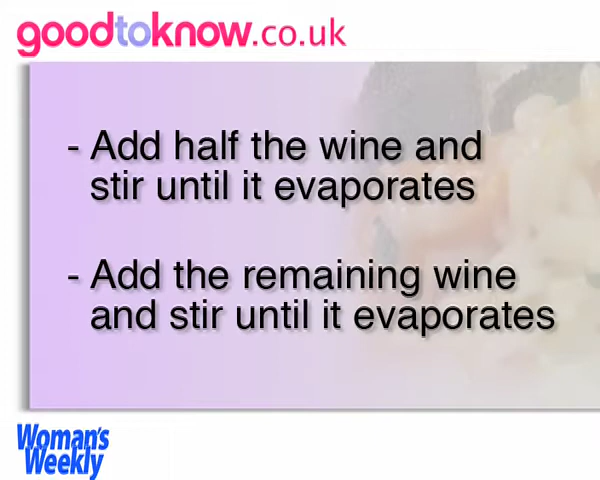 goodtoknow.co.uk
- Add half the wine and
stir until it evaporates
- Add the remaining wine
and stir until it evaporates
Woman's
Weekly